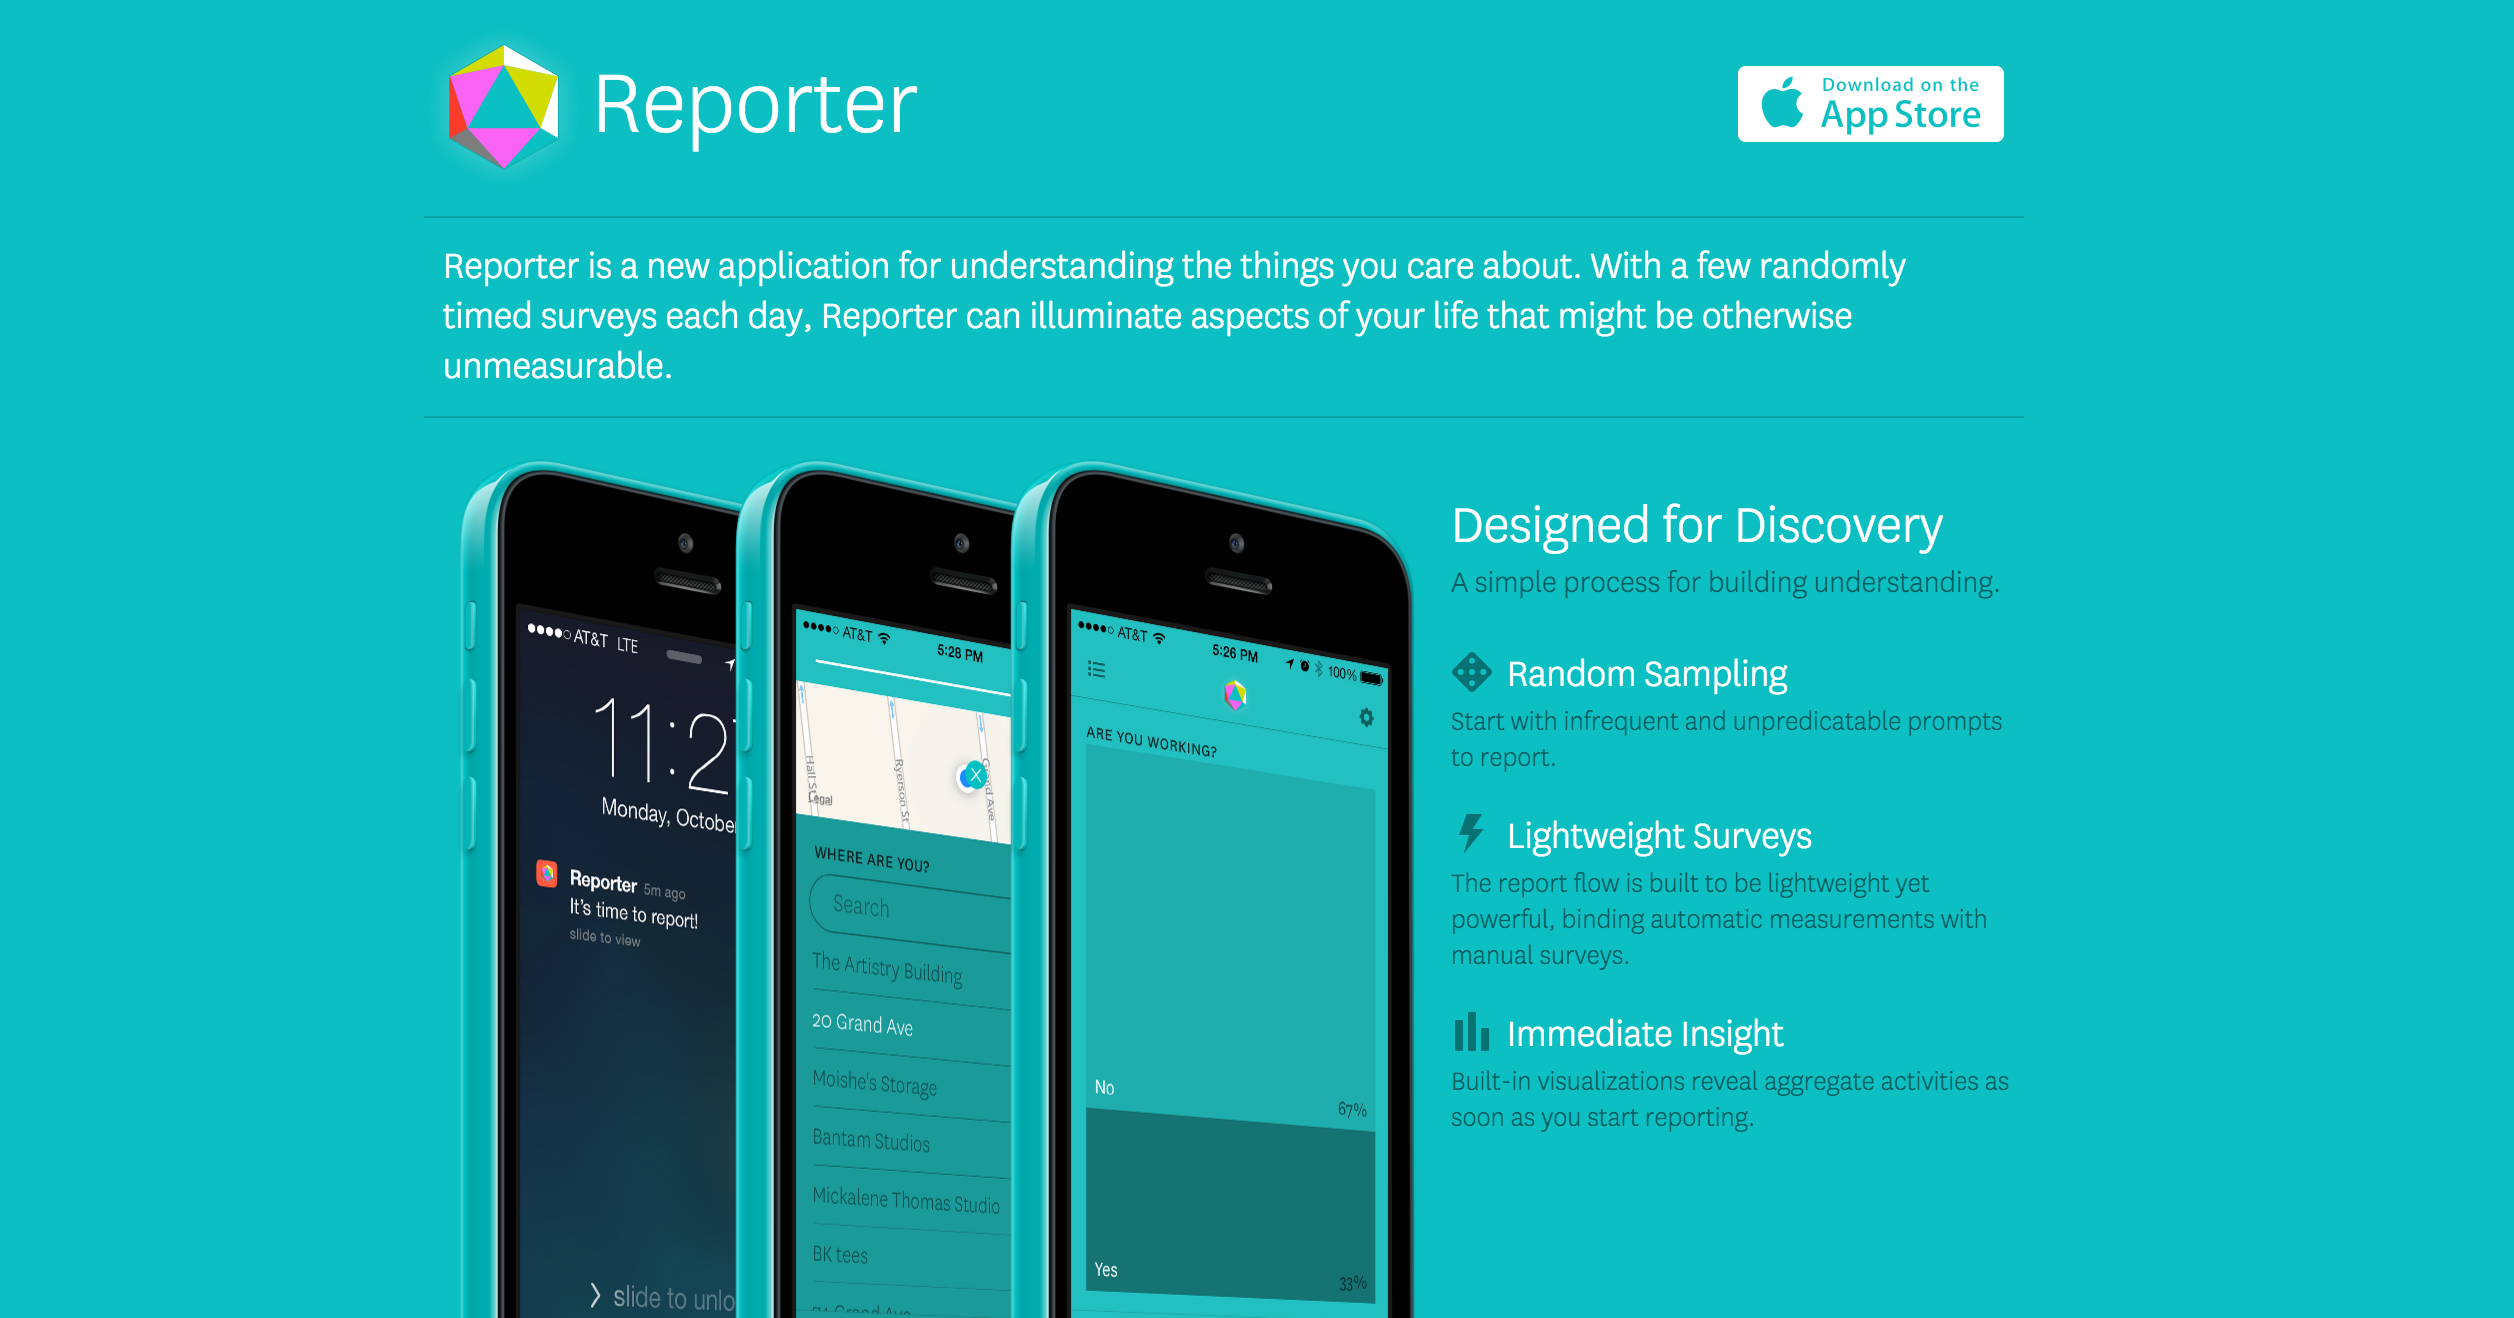 Reporter
Download on the
App Store
Reporter is a new application for understanding the things you care about. With a few randomly
timed surveys each day, Reporter can illuminate aspects of your life that might be otherwise
unmeasurable.
AT&T LTE
11:2
Monday, Octobe
Reporter 5m ago
It's time to report!
slide to view
slide to unlo
AT&T
5:28 PM
Hall St
Ryerson St
Grand Ave
Legal
WHERE ARE YOU?
Search
The Artistry Building
20 Grand Ave
Moishe's Storage
Bantam Studios
Mickalene Thomas Studio
BK tees
74 Grand Ave
AT&T
5:26 PM
100%
ARE YOU WORKING?
No
67%
Yes
33%
Designed for Discovery
A simple process for building understanding.
Random Sampling
Start with infrequent and unpredicatable prompts
to report.
Lightweight Surveys
The report flow is built to be lightweight yet
powerful, binding automatic measurements with
manual surveys.
Immediate Insight
Built-in visualizations reveal aggregate activities as
soon as you start reporting.